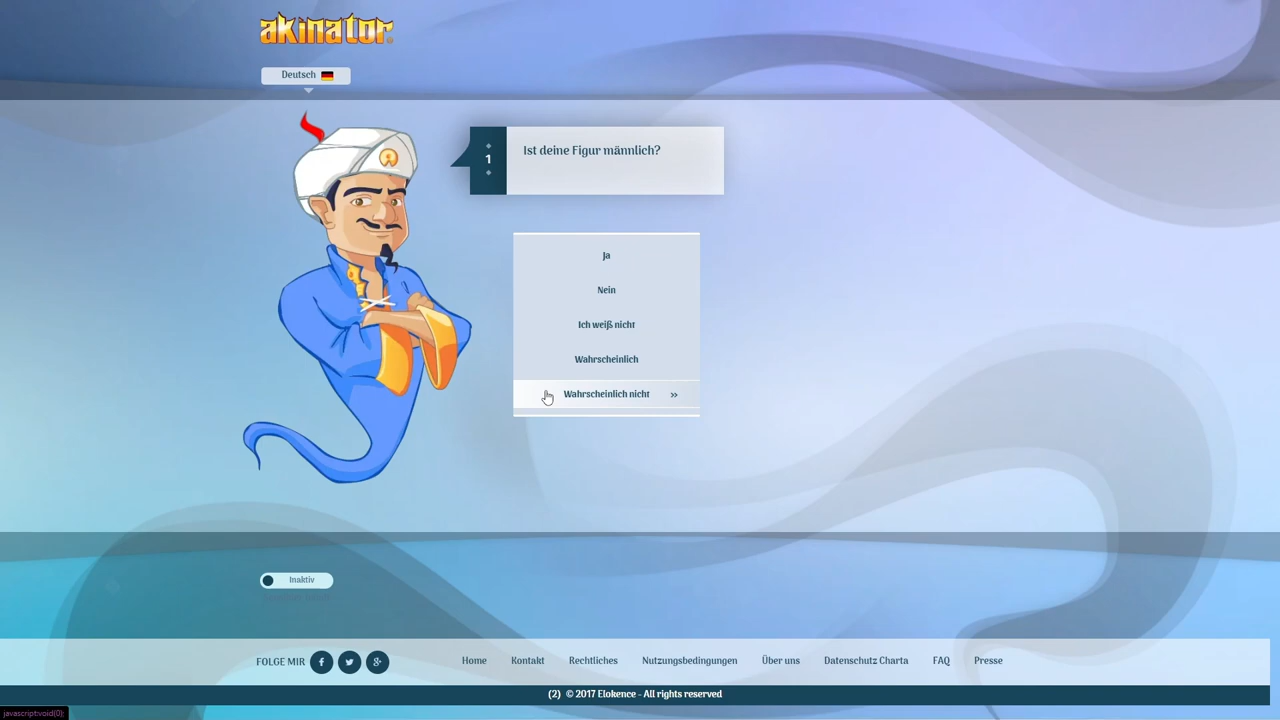 akinator
Deutsch
1
Ist deine Figur männlich?
Ja
Nein
Ich weiß nicht
Wahrscheinlich
Wahrscheinlich nicht »
Inaktiv
FOLGE MIR
Home Kontakt Rechtliches Nutzungsbedingungen Über uns Datenschutz Charta FAQ Presse
(2) © 2017 Elokence - All rights reserved
javascript:void(0);